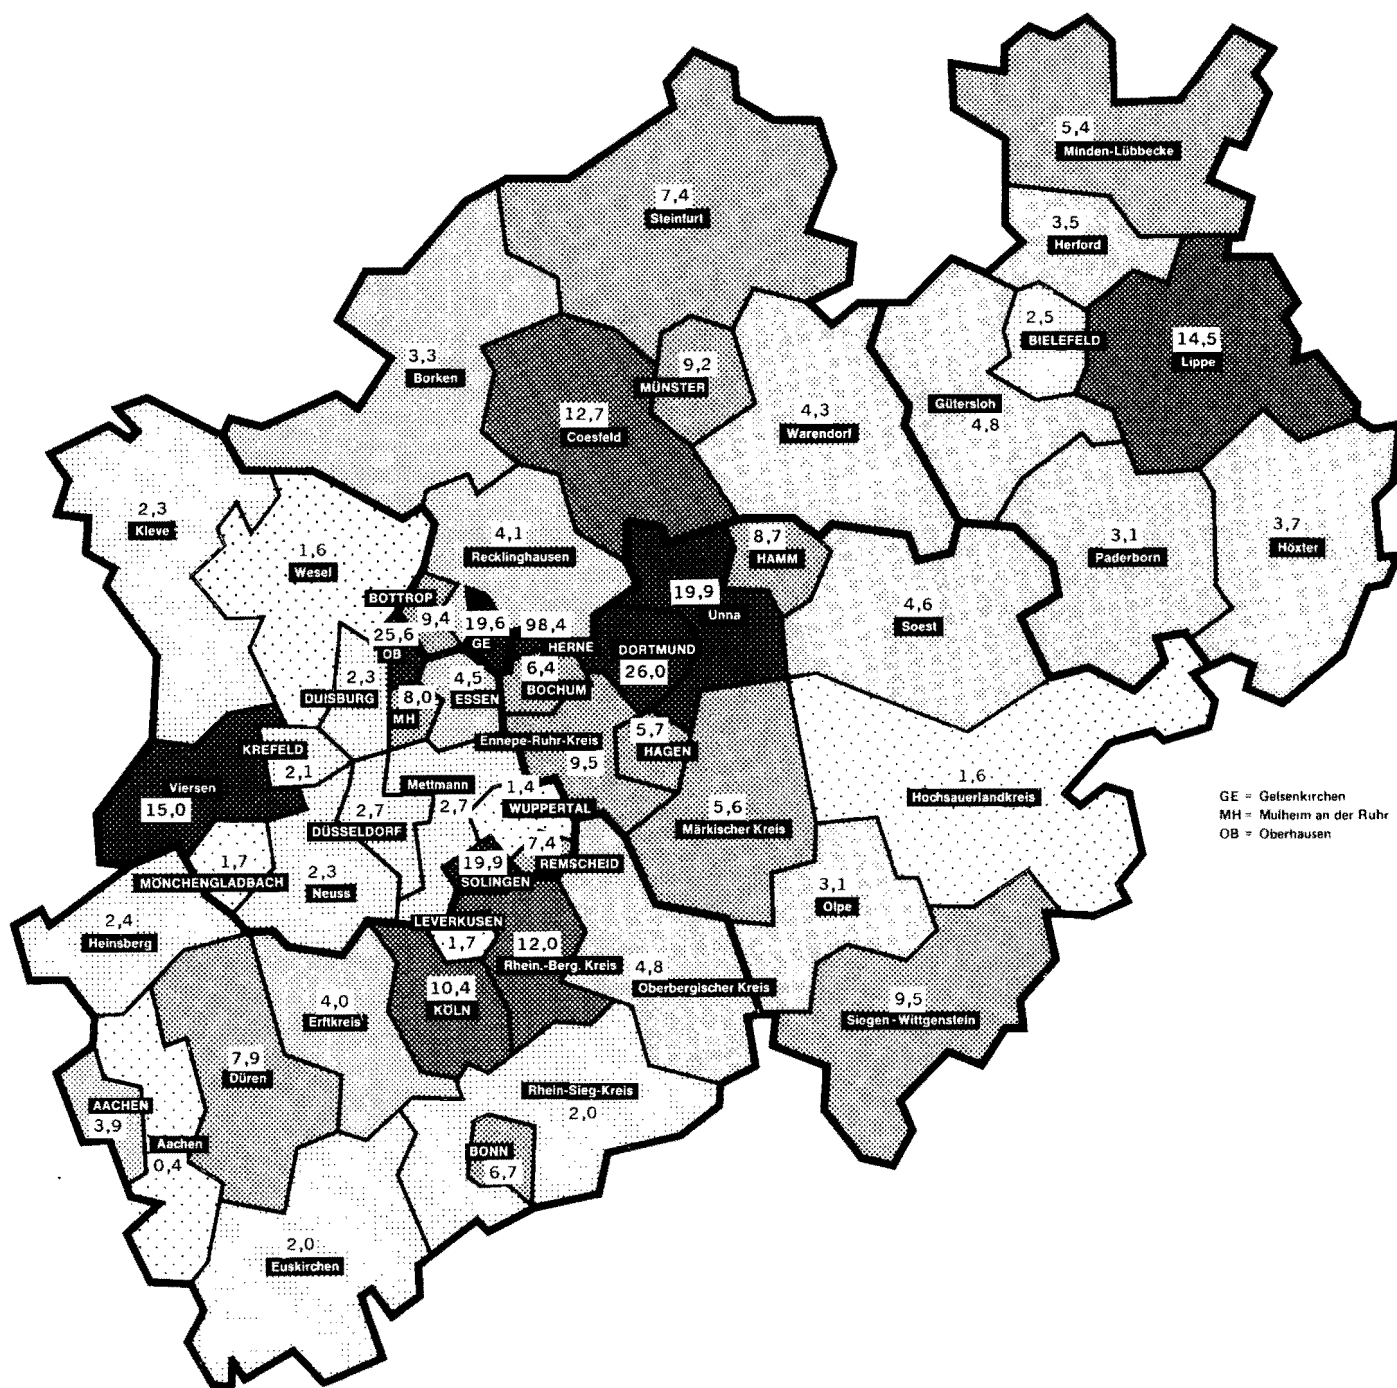 5,4
Minden-Lübbecke
7,4
Steinfurt
3,5
Herford
2,5
BIELEFELD
14,5
Lippe
3,3
Borken
9,2
MÜNSTER
12,7
Coesfeld
4,3
Warendorf
Gütersloh
4,8
2,3
Kleve
4,1
Recklinghausen
8,7
HAMM
3,1
Paderborn
3,7
Höxter
1,6
Wesel
BOTTROP
9,4
19,6
GE
98,4
HERNE
19,9
Unna
4,6
Soest
25,6
OB
DORTMUND
26,0
2,3
DUISBURG
8,0
MH
4,5
ESSEN
6,4
BOCHUM
KREFELD
2,1
Ennepe-Ruhr-Kreis
9,5
5,7
HAGEN
Viersen
15,0
Mettmann
2,7
1,4
WUPPERTAL
2,7
DÜSSELDORF
5,6
Märkischer Kreis
1,6
Hochsauerlandkreis
GE = Gelsenkirchen
MH = Mulheim an der Ruhr
OB = Oberhausen
1,7
MÖNCHENGLADBACH
2,3
Neuss
19,9
SOLINGEN
7,4
REMSCHEID
3,1
Olpe
2,4
Heinsberg
LEVERKUSEN
1,7
12,0
Rhein.-Berg. Kreis
4,8
Oberbergischer Kreis
4,0
Erftkreis
10,4
KÖLN
9,5
Siegen-Wittgenstein
7,9
Düren
AACHEN
3,9
Aachen
0,4
Rhein-Sieg-Kreis
2,0
BONN
6,7
2,0
Euskirchen